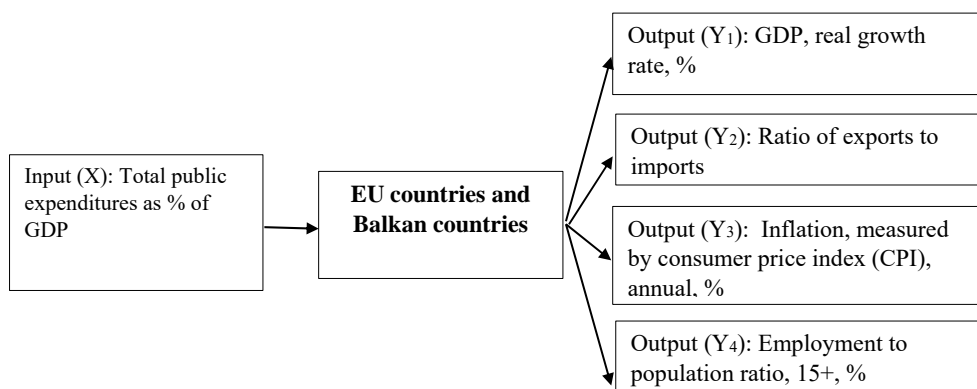 Input (X): Total public
expenditures as % of
GDP
EU countries and
Balkan countries
Output (Y1): GDP, real growth
rate, %
Output (Y2): Ratio of exports to
imports
Output (Y3):  Inflation, measured
by consumer price index (CPI),
annual, %
Output (Y4): Employment to
population ratio, 15+, %